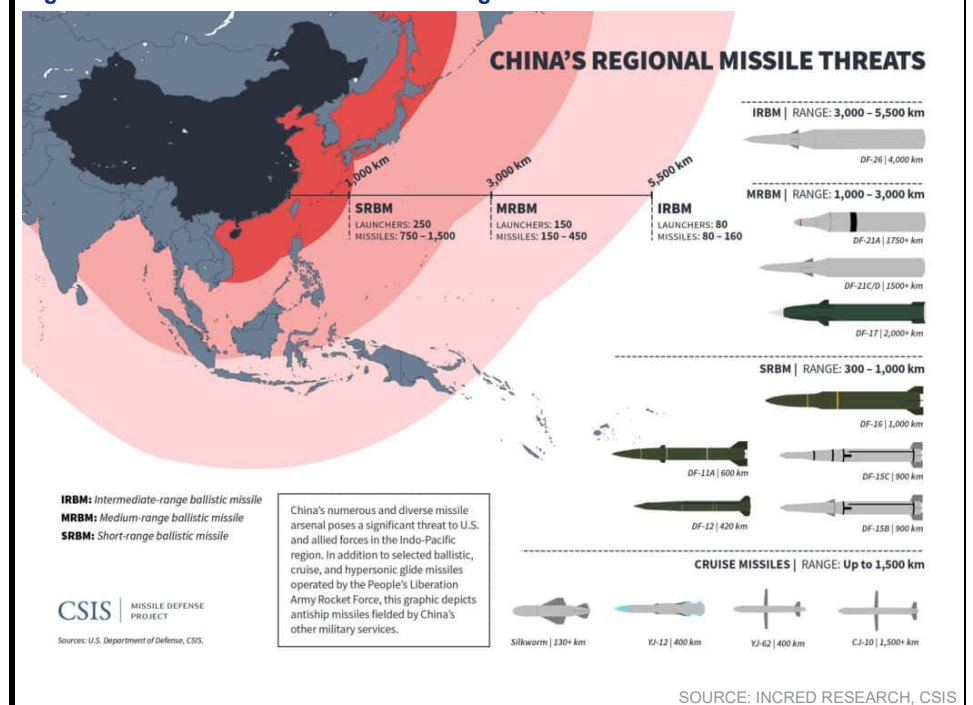 CHINA'S REGIONAL MISSILE THREATS
IRBM | RANGE: 3,000 – 5,500 km
DF-26 | 4,000 km
MRBM | RANGE: 1,000 – 3,000 km
DF-21A | 1750+ km
DF-21C/D | 1500+ km
DF-17 | 2,000+ km
SRBM | RANGE: 300 – 1,000 km
DF-16 | 1,000 km
DF-11A | 600 km
DF-15C | 900 km
DF-12 | 420 km
DF-15B | 900 km
CRUISE MISSILES | RANGE: Up to 1,500 km
Silkworm | 130+ km
YJ-12 | 400 km
YJ-62 | 400 km
CJ-10 | 1,500+ km
1,000 km
3,000 km
5,500 km
SRBM
LAUNCHERS: 250
MISSILES: 750 – 1,500
MRBM
LAUNCHERS: 150
MISSILES: 150 – 450
IRBM
LAUNCHERS: 80
MISSILES: 80 – 160
IRBM: Intermediate-range ballistic missile
MRBM: Medium-range ballistic missile
SRBM: Short-range ballistic missile
China's numerous and diverse missile
arsenal poses a significant threat to U.S.
and allied forces in the Indo-Pacific
region. In addition to selected ballistic,
cruise, and hypersonic glide missiles
operated by the People's Liberation
Army Rocket Force, this graphic depicts
antiship missiles fielded by China's
other military services.
CSIS | MISSILE DEFENSE
PROJECT
Sources: U.S. Department of Defense, CSIS.
SOURCE: INCRED RESEARCH, CSIS